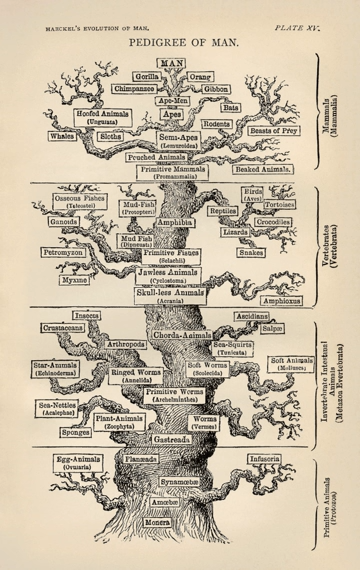 HAECKEL'S EVOLUTION OF MAN.
PLATE XV.
PEDIGREE OF MAN.
MAN
Gorilla
Orang
Chimpanzee
Gibbon
Ape-Men
Bats
Apes
Hoofed Animals
(Ungulata)
Rodents
Beasts of Prey
Whales
Sloths
Semi-Apes
(Lemuroidea)
Pouched Animals
Primitive Mammals
(Promammalia)
Beaked Animals.
Mammals
(Mammalia)
Osseous Fishes
(Teleostei)
Mud-Fish
(Protopteri)
Birds
(Aves)
Tortoises
Reptiles
Ganoids
Amphibia
Crocodiles
Lizards
Mud Fish
(Dipneusta)
Petromyzon
Primitive Fishes
(Selachii)
Snakes
Jawless Animals
(Cyclostoma)
Myxine
Skull-less Animals
(Acrania)
Amphioxus
Vertebrates
(Vertebrata)
Insects
Ascidians
Crustaceans
Salpæ
Chorda-Animals
Arthropods
Sea-Squirts
(Tunicata)
Star-Animals
(Echinoderma)
Ringed Worms
(Annelida)
Soft Worms
(Scolecida)
Soft Animals
(Mollusca)
Primitive Worms
(Archelminthes)
Sea-Nettles
(Acalephae)
Plant-Animals
(Zoophyta)
Worms
(Vermes)
Sponges
Gastreada
Invertebrate Intestinal
Animals
(Metazoa Evertebrata)
Egg-Animals
(Ovularia)
Planæada
Infusoria
Synamœbæ
Amœbæ
Monera
Primitive Animals
(Protozoa)